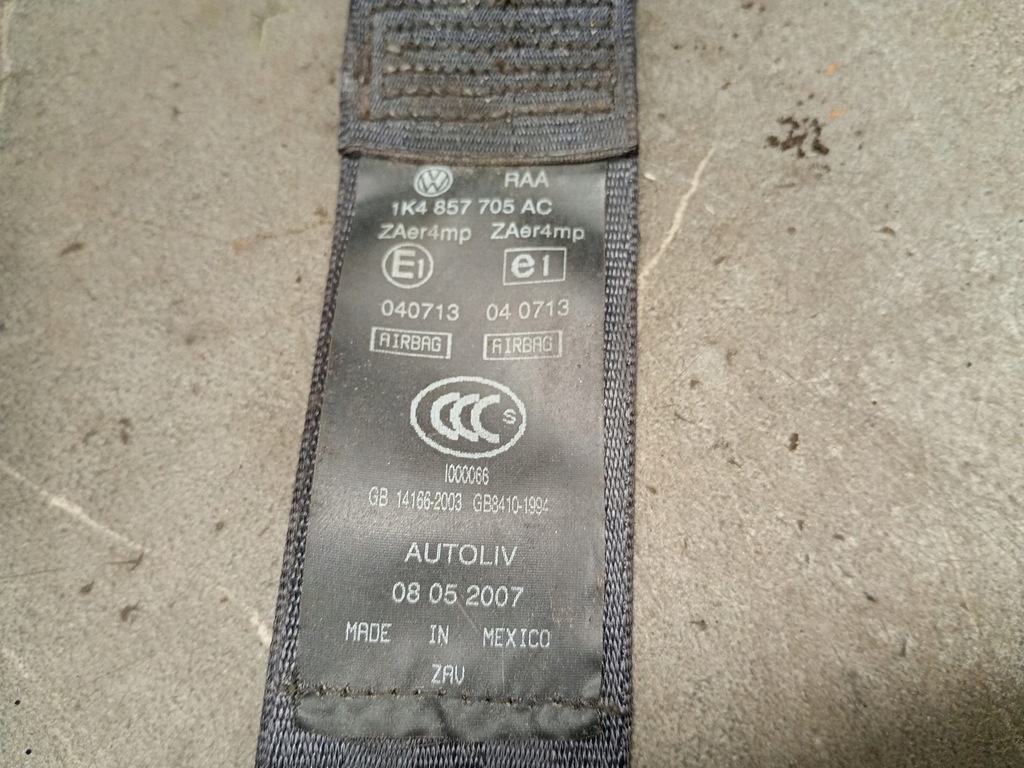 VW RAA
1K4 857 705 AC
ZAer4mp ZAer4mp
E1 e1
040713 04 0713
AIRBAG AIRBAG
CCC S
I000066
GB 14166-2003 GB8410-1994
AUTOLIV
08 05 2007
MADE IN MEXICO
ZAV